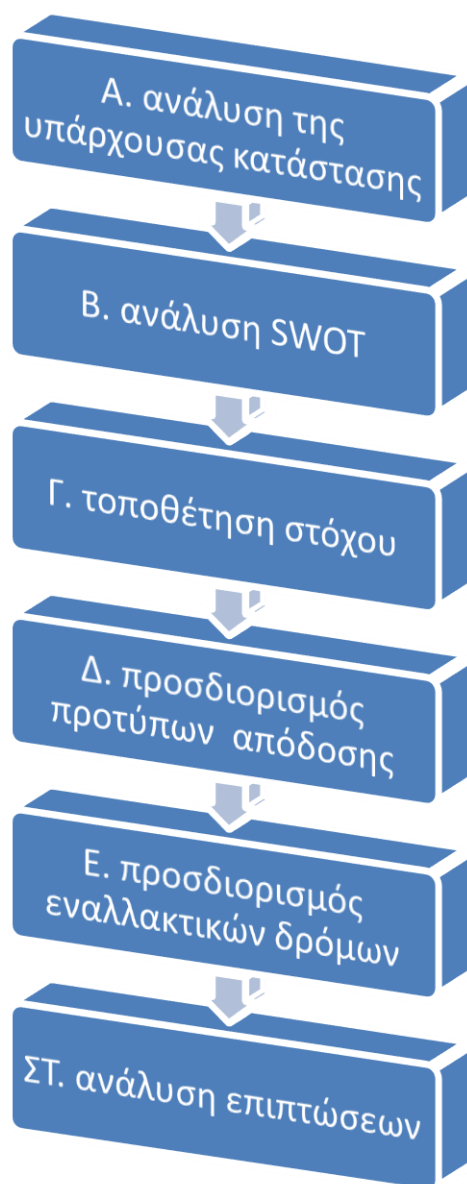 Α. ανάλυση της
υπάρχουσας κατάστασης
Β. ανάλυση SWOT
Γ. τοποθέτηση στόχου
Δ. προσδιορισμός
προτύπων απόδοσης
Ε. προσδιορισμός
εναλλακτικών δρόμων
ΣΤ. ανάλυση επιπτώσεων